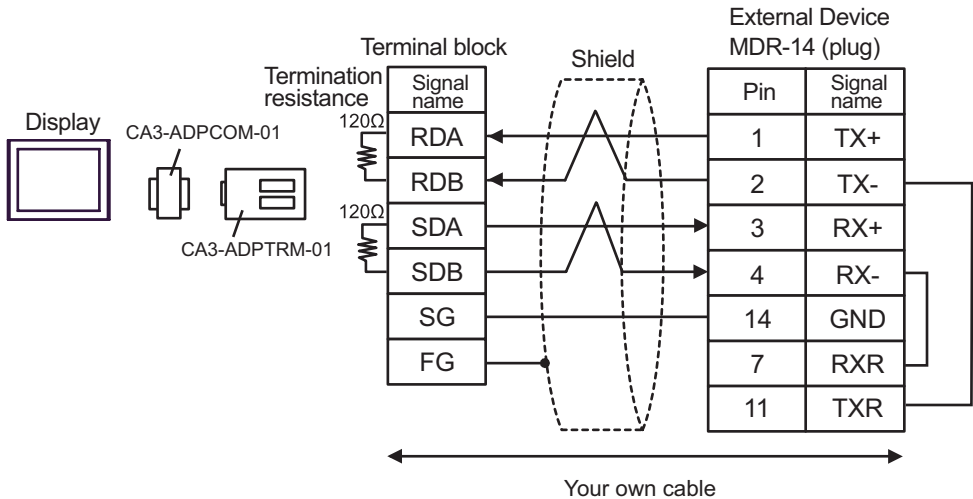 External Device
MDR-14 (plug)
Terminal block
Shield
Termination
resistance
Signal
name
Pin
Signal
name
Display
CA3-ADPCOM-01
CA3-ADPTRM-01
120Ω
RDA
1
TX+
RDB
2
TX-
120Ω
SDA
3
RX+
SDB
4
RX-
SG
14
GND
FG
7
RXR
11
TXR
Your own cable